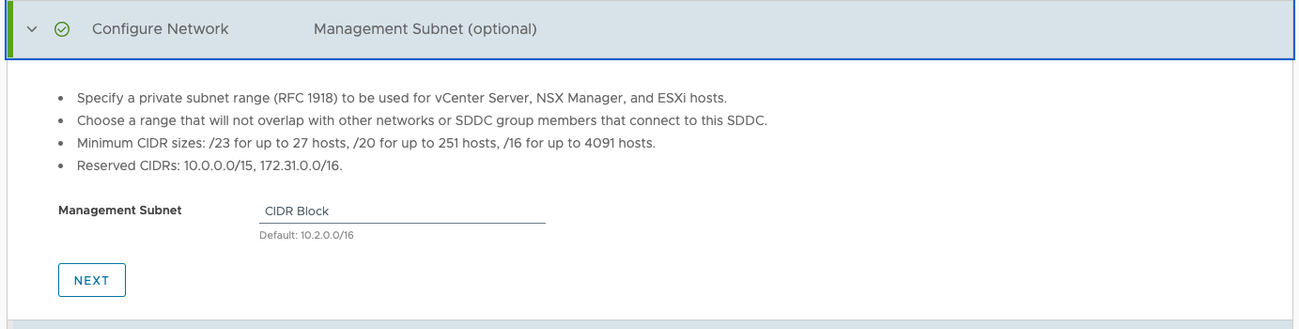 Configure Network Management Subnet (optional)
Specify a private subnet range (RFC 1918) to be used for vCenter Server, NSX Manager, and ESXi hosts.
Choose a range that will not overlap with other networks or SDDC group members that connect to this SDDC.
Minimum CIDR sizes: /23 for up to 27 hosts, /20 for up to 251 hosts, /16 for up to 4091 hosts.
Reserved CIDRs: 10.0.0.0/15, 172.31.0.0/16.
Management Subnet CIDR Block
Default: 10.2.0.0/16
NEXT